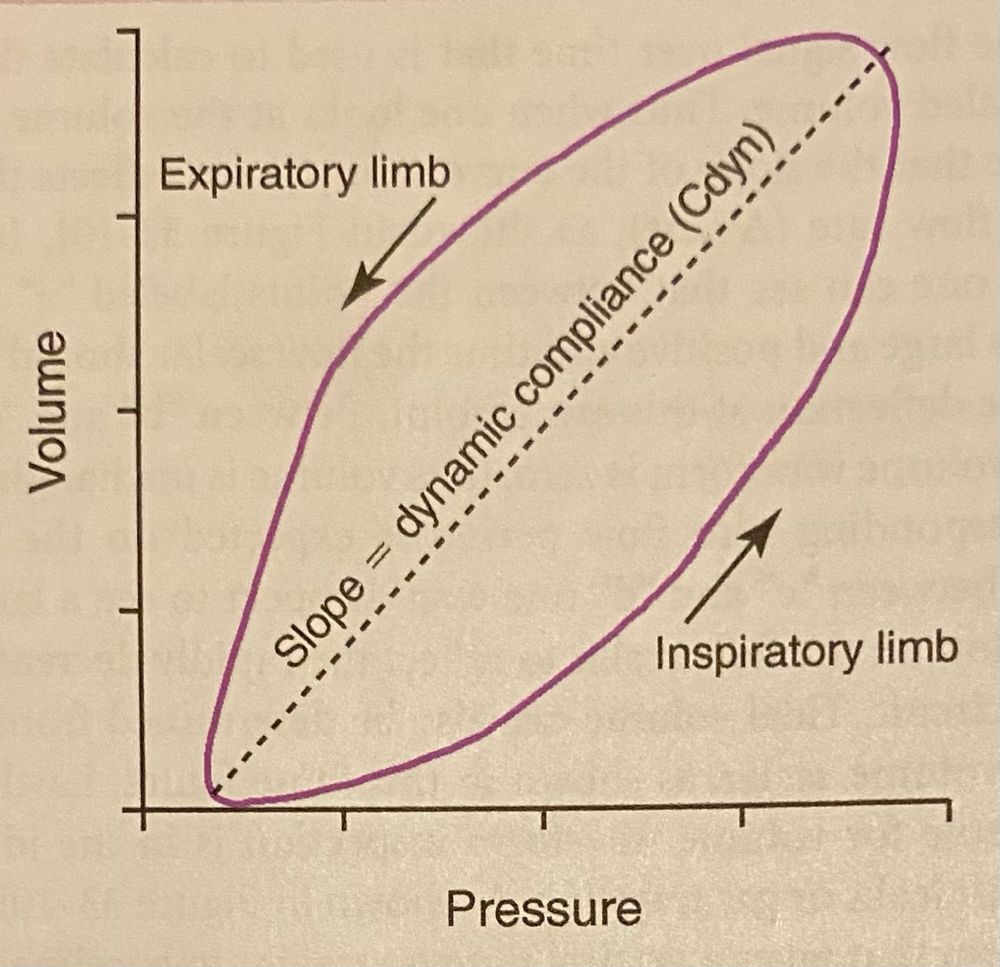 Expiratory limb
Slope = dynamic compliance (Cdyn)
Volume
Inspiratory limb
Pressure